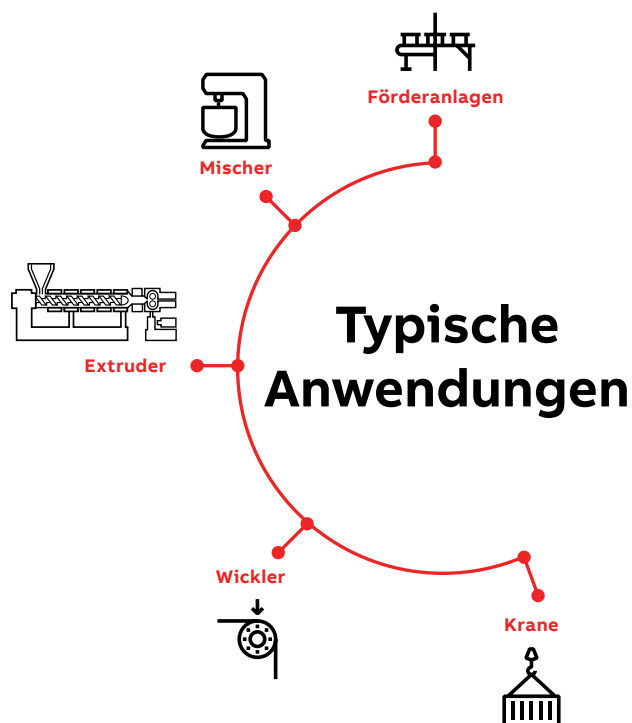 Förderanlagen
Mischer
Extruder
Typische
Anwendungen
Wickler
Krane